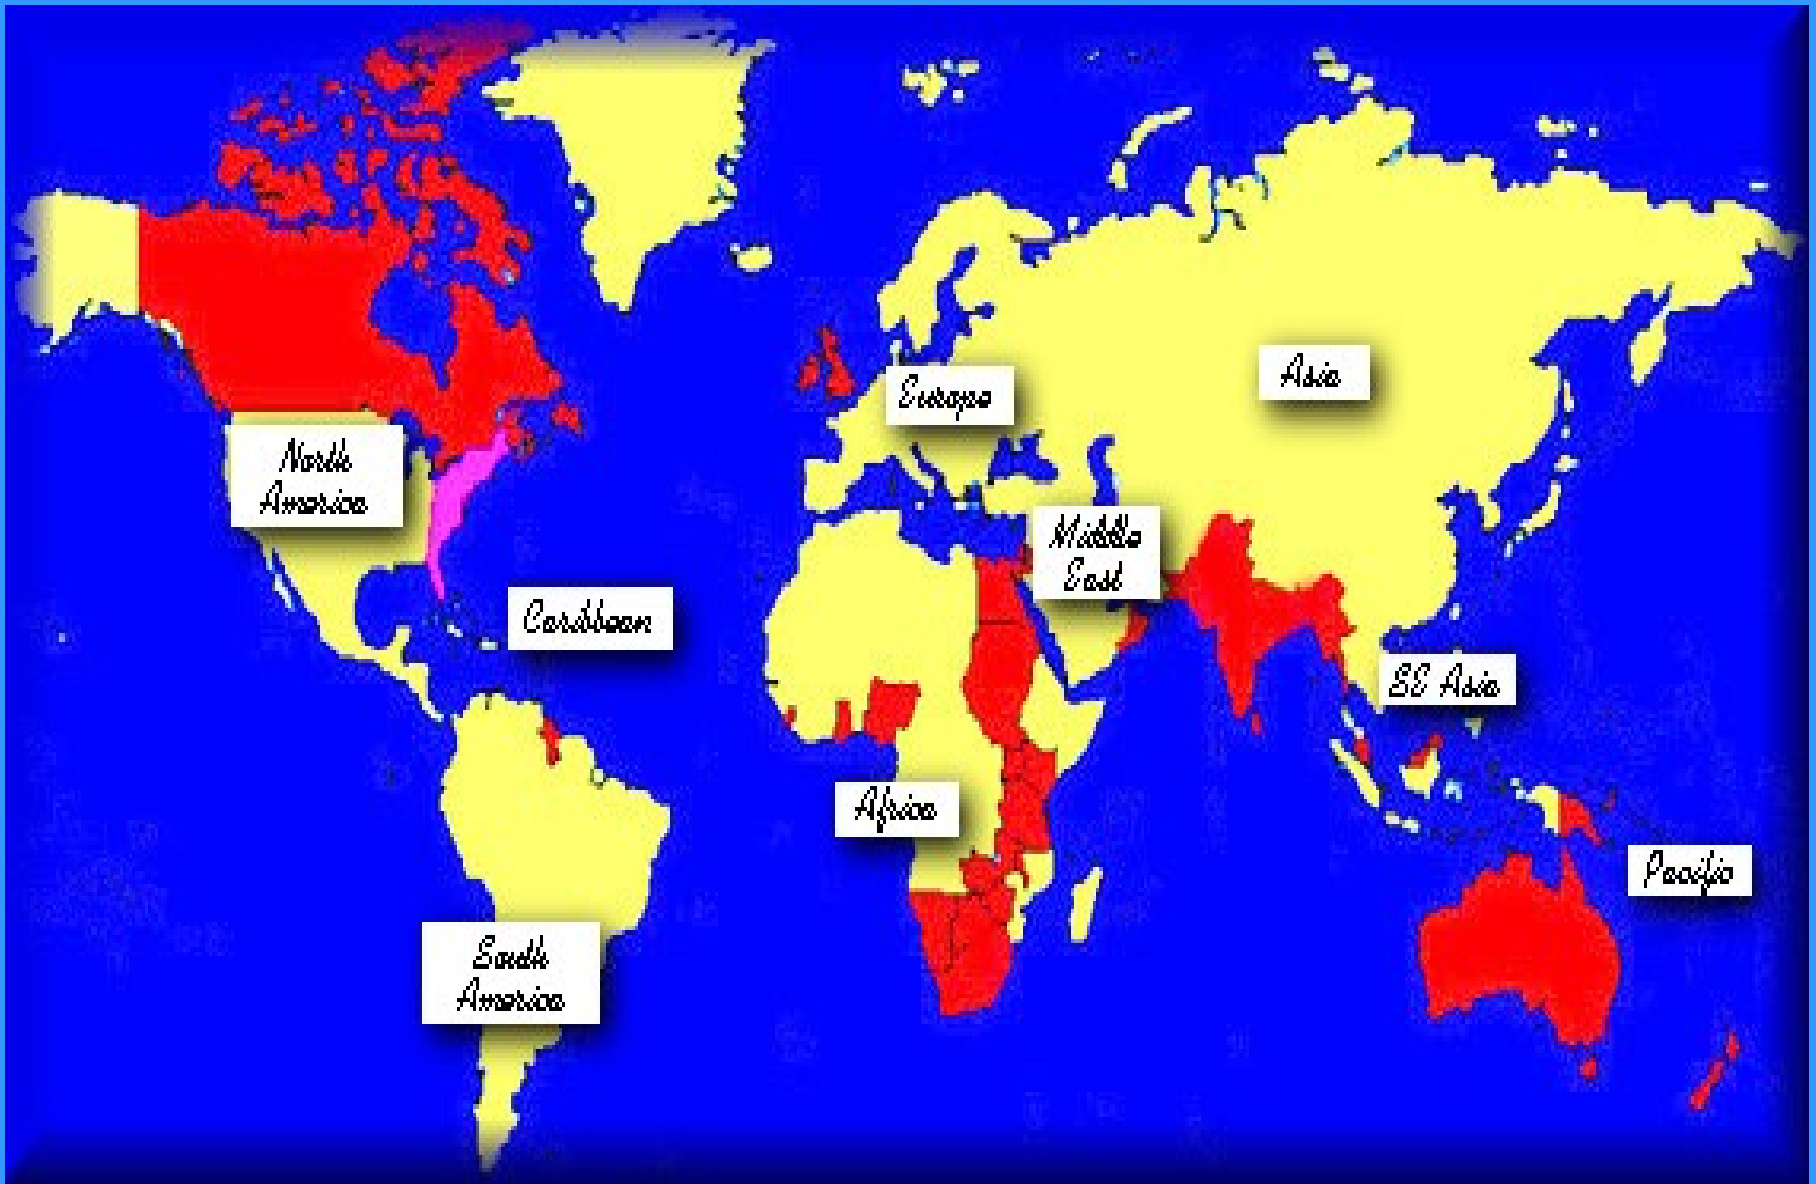 North
America
Europe
Asia
Middle
East
Caribbean
SE Asia
Africa
Pacific
South
America